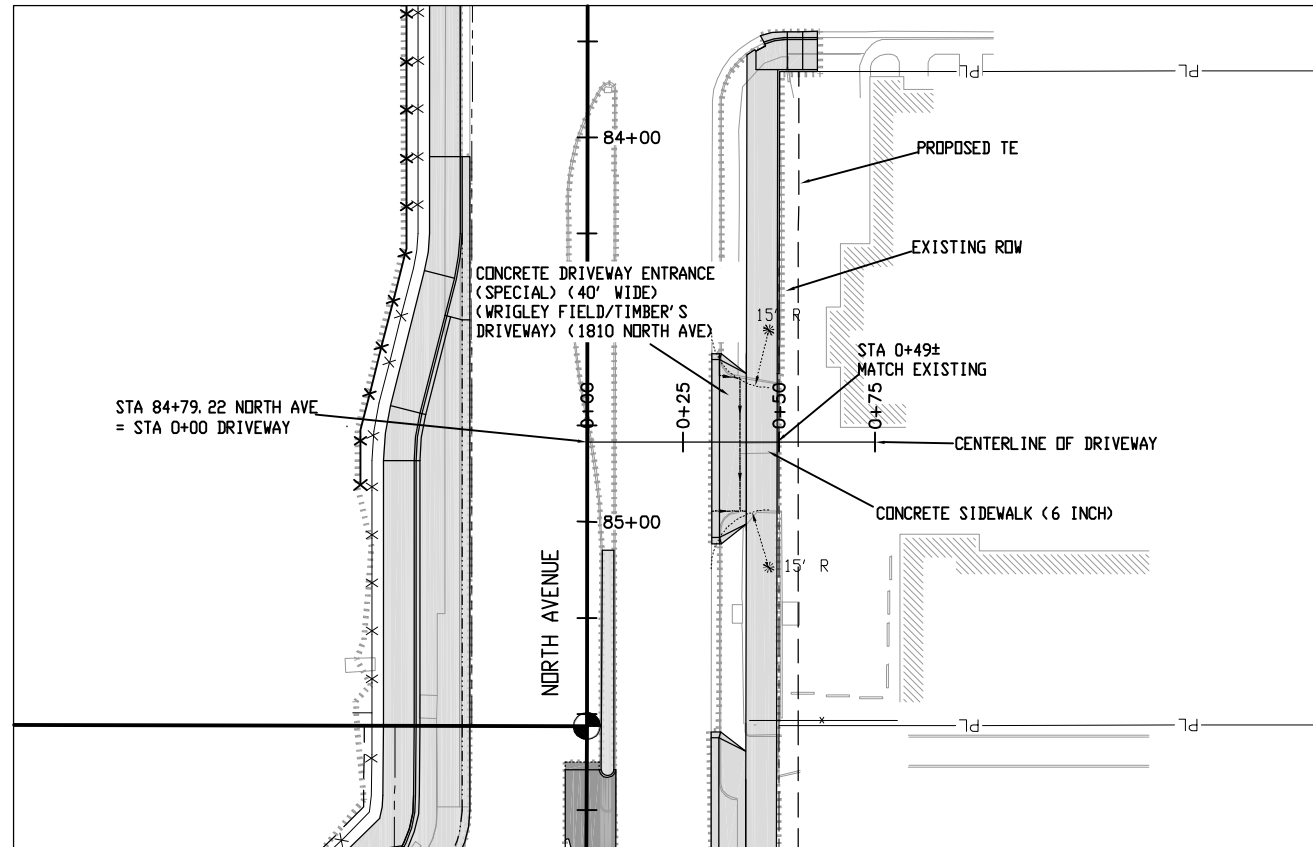 PL
PL
84+00
PROPOSED TE
EXISTING ROW
CONCRETE DRIVEWAY ENTRANCE
(SPECIAL) (40' WIDE)
(WRIGLEY FIELD/TIMBER'S
DRIVEWAY) (1810 NORTH AVE)
15' R
STA 0+49±
MATCH EXISTING
0+00
0+25
0+50
0+75
STA 84+79.22 NORTH AVE
= STA 0+00 DRIVEWAY
CENTERLINE OF DRIVEWAY
CONCRETE SIDEWALK (6 INCH)
85+00
15' R
NORTH AVENUE
PL
PL